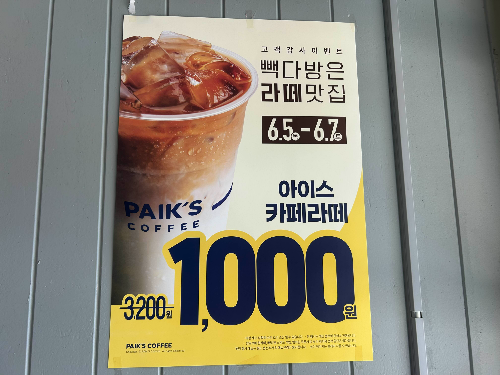 고객감사이벤트
빽다방은
라떼맛집
6.5 - 6.7
아이스
카페라떼
PAIK'S
COFFEE
3,200원
1,000원
PAIK'S COFFEE